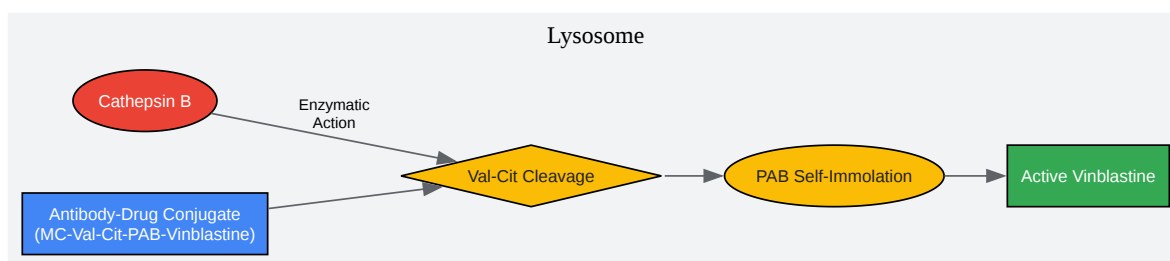 Lysosome
Cathepsin B
Enzymatic
Action
Val-Cit Cleavage
PAB Self-Immolation
Active Vinblastine
Antibody-Drug Conjugate
(MC-Val-Cit-PAB-Vinblastine)